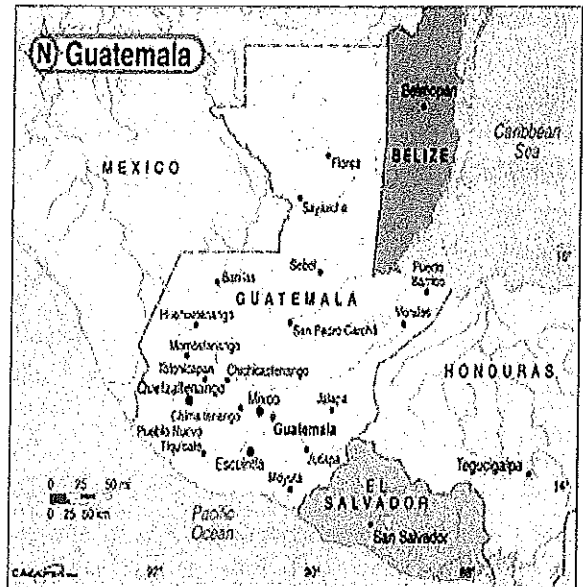 N Guatemala
Belmopan
Caribbean
Sea
BELIZE
MEXICO
Flores
Sayaxche
Sebol
Barillas
Puerto
Barrios
GUATEMALA
Huehuetenango
San Pedro Carcha
Morales
Momostenango
Totonicapan
Chichicastenango
HONDURAS
Quetzaltenango
Mixco
Jalapa
Chimaltenango
Guatemala
Pueblo Nuevo
Tiquisate
Escuintla
Jutiapa
Tegucigalpa
Moyuta
0 25 50 mi
0 25 50 km
EL
SALVADOR
Pacific
Ocean
San Salvador